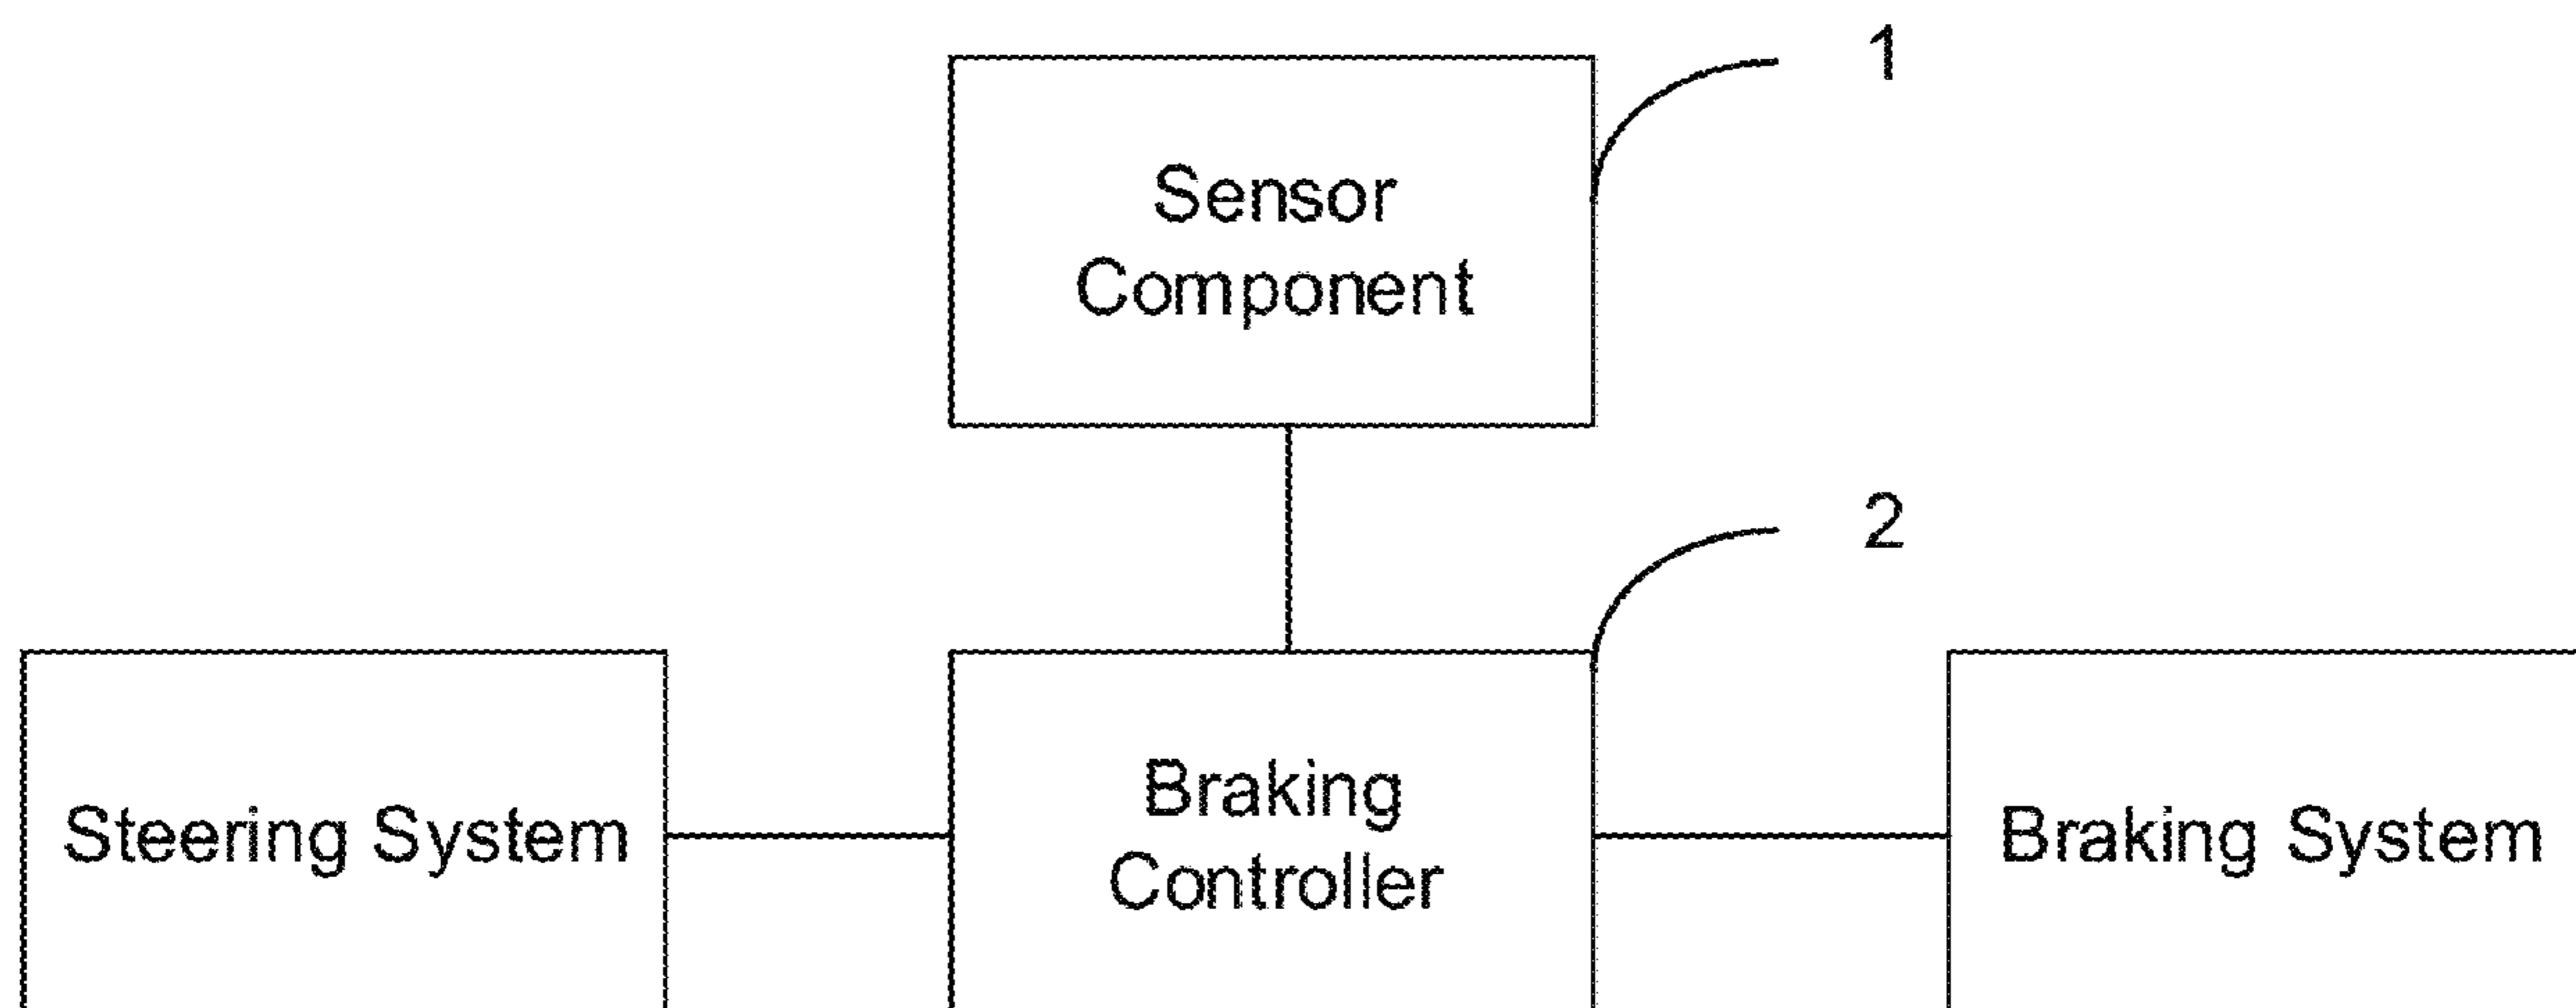 1
Sensor
Component
2
Steering System
Braking
Controller
Braking System